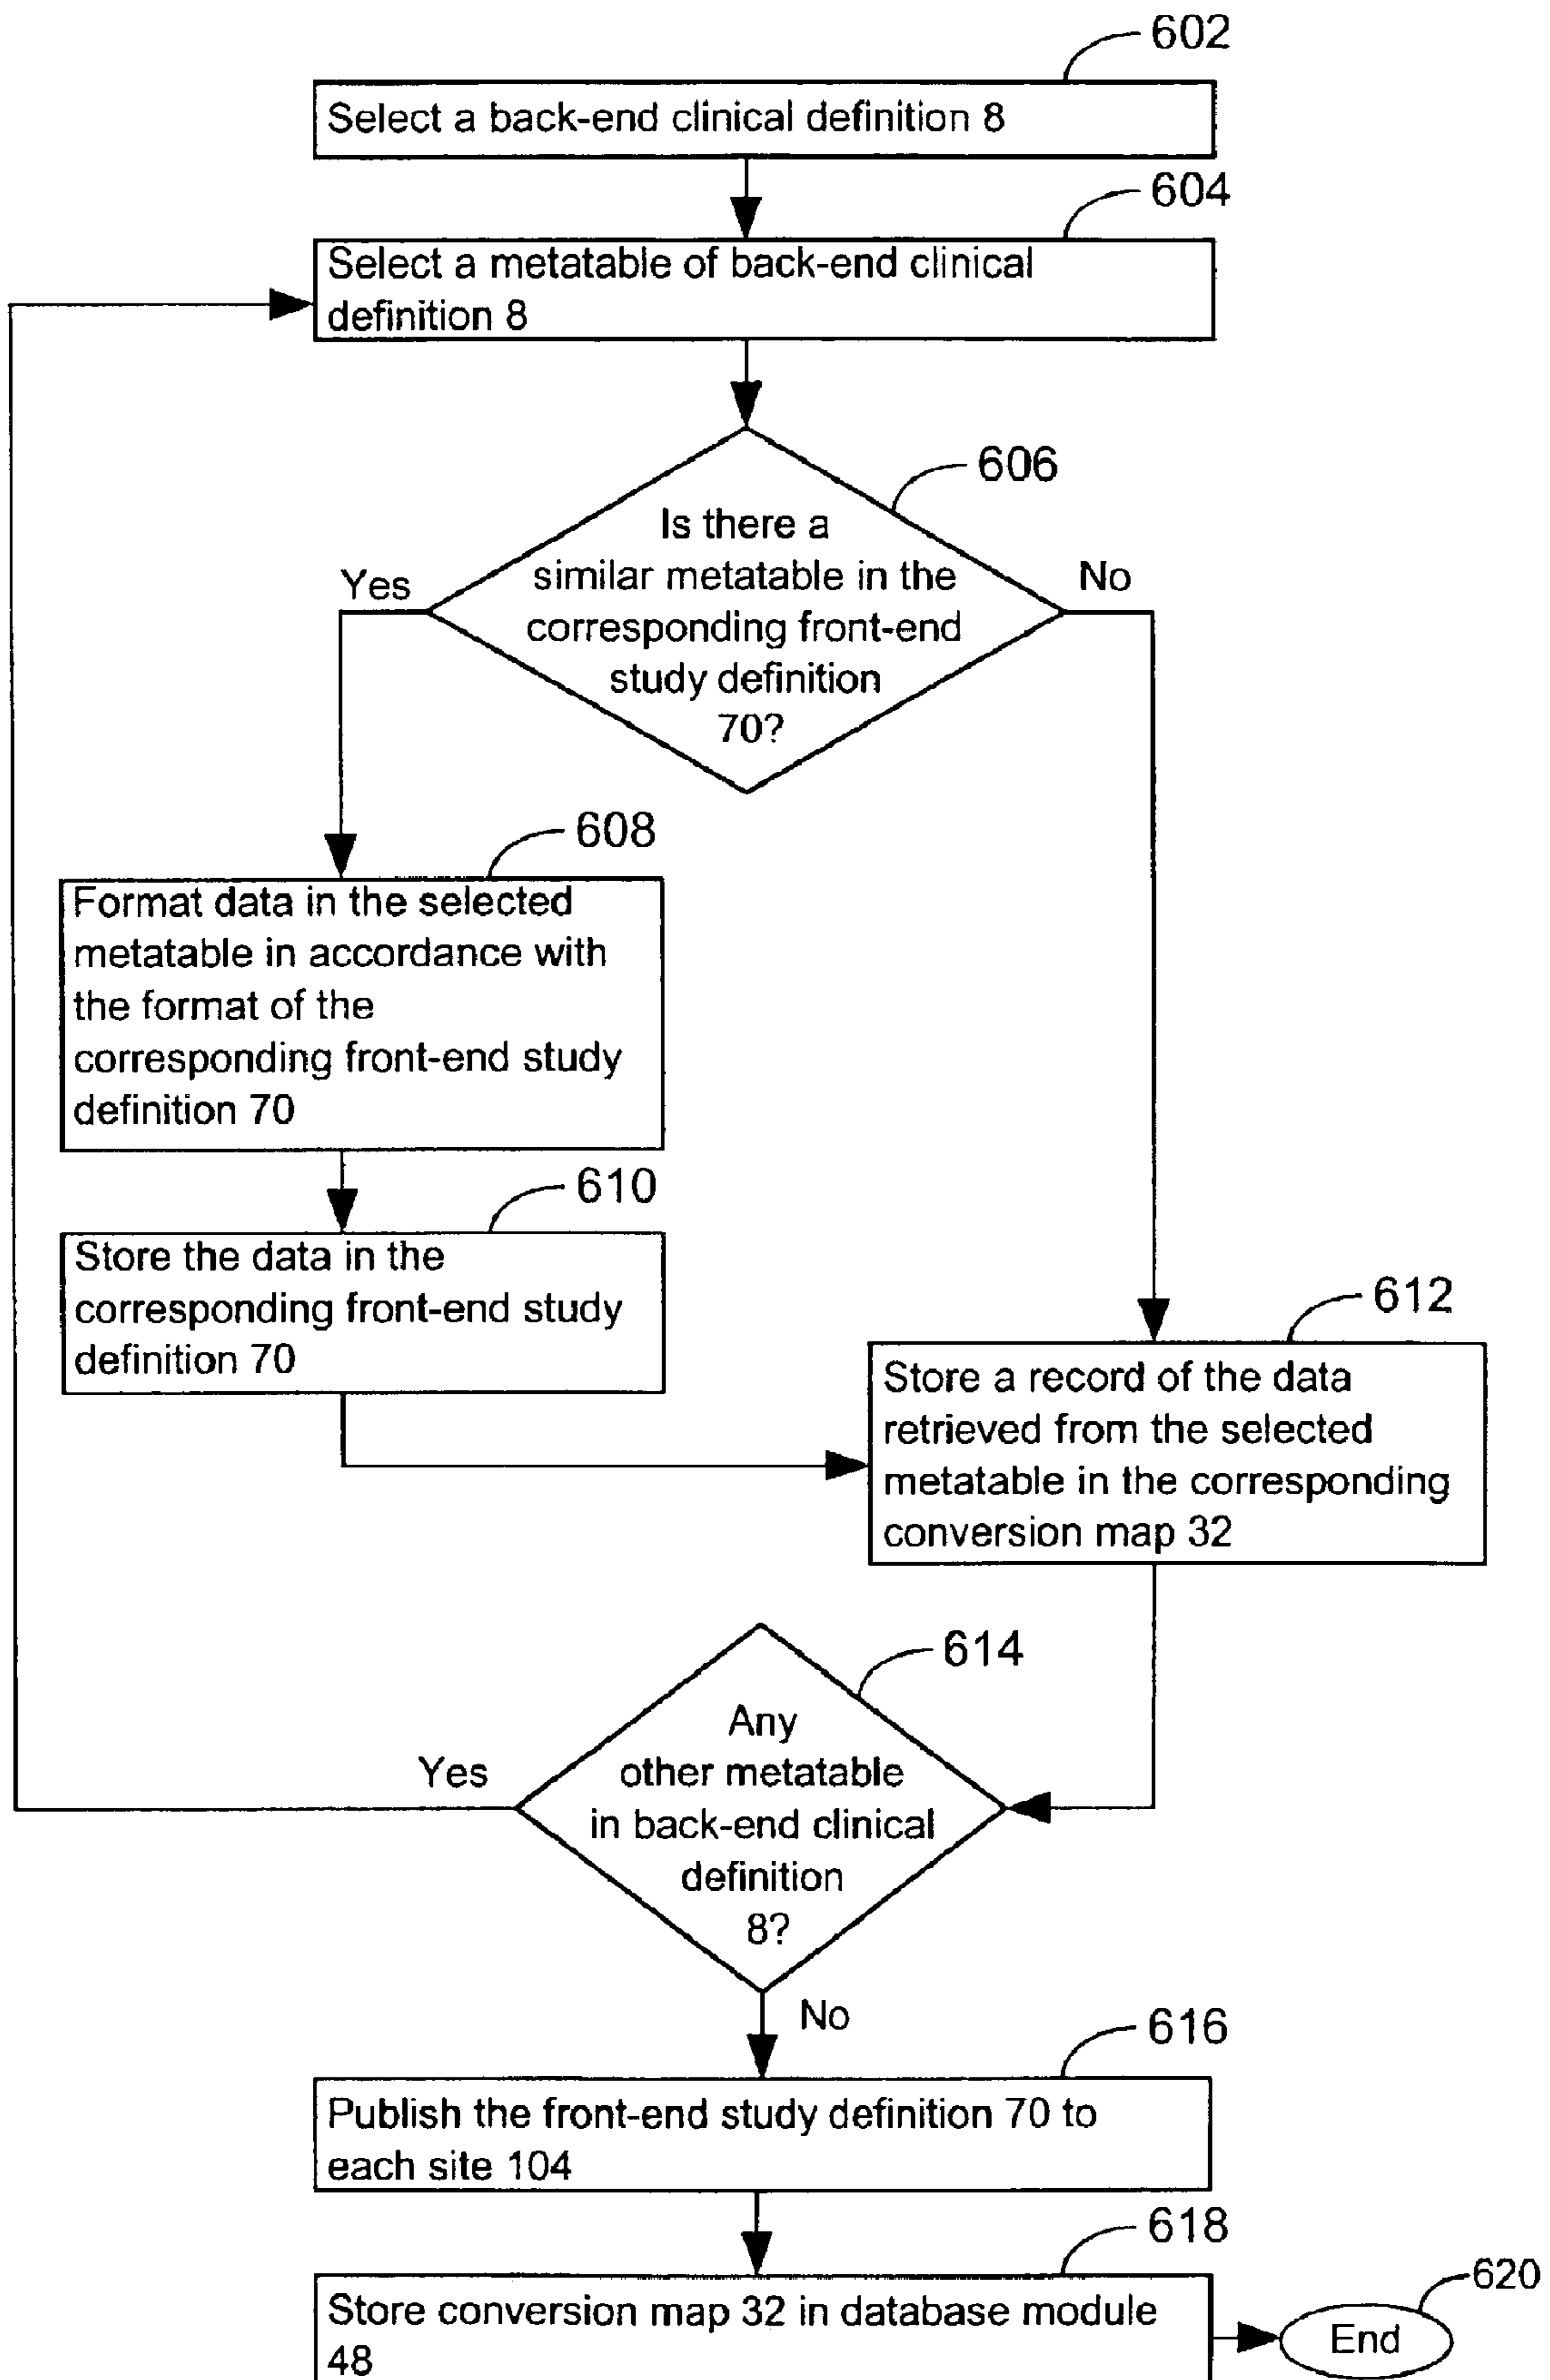 602
Select a back-end clinical definition 8
604
Select a metatable of back-end clinical
definition 8
606
Is there a
similar metatable in the
corresponding front-end
study definition
70?
Yes
No
608
Format data in the selected
metatable in accordance with
the format of the
corresponding front-end study
definition 70
610
Store the data in the
corresponding front-end study
definition 70
612
Store a record of the data
retrieved from the selected
metatable in the corresponding
conversion map 32
614
Any
other metatable
in back-end clinical
definition
8?
Yes
No
616
Publish the front-end study definition 70 to
each site 104
618
Store conversion map 32 in database module
48
620
End